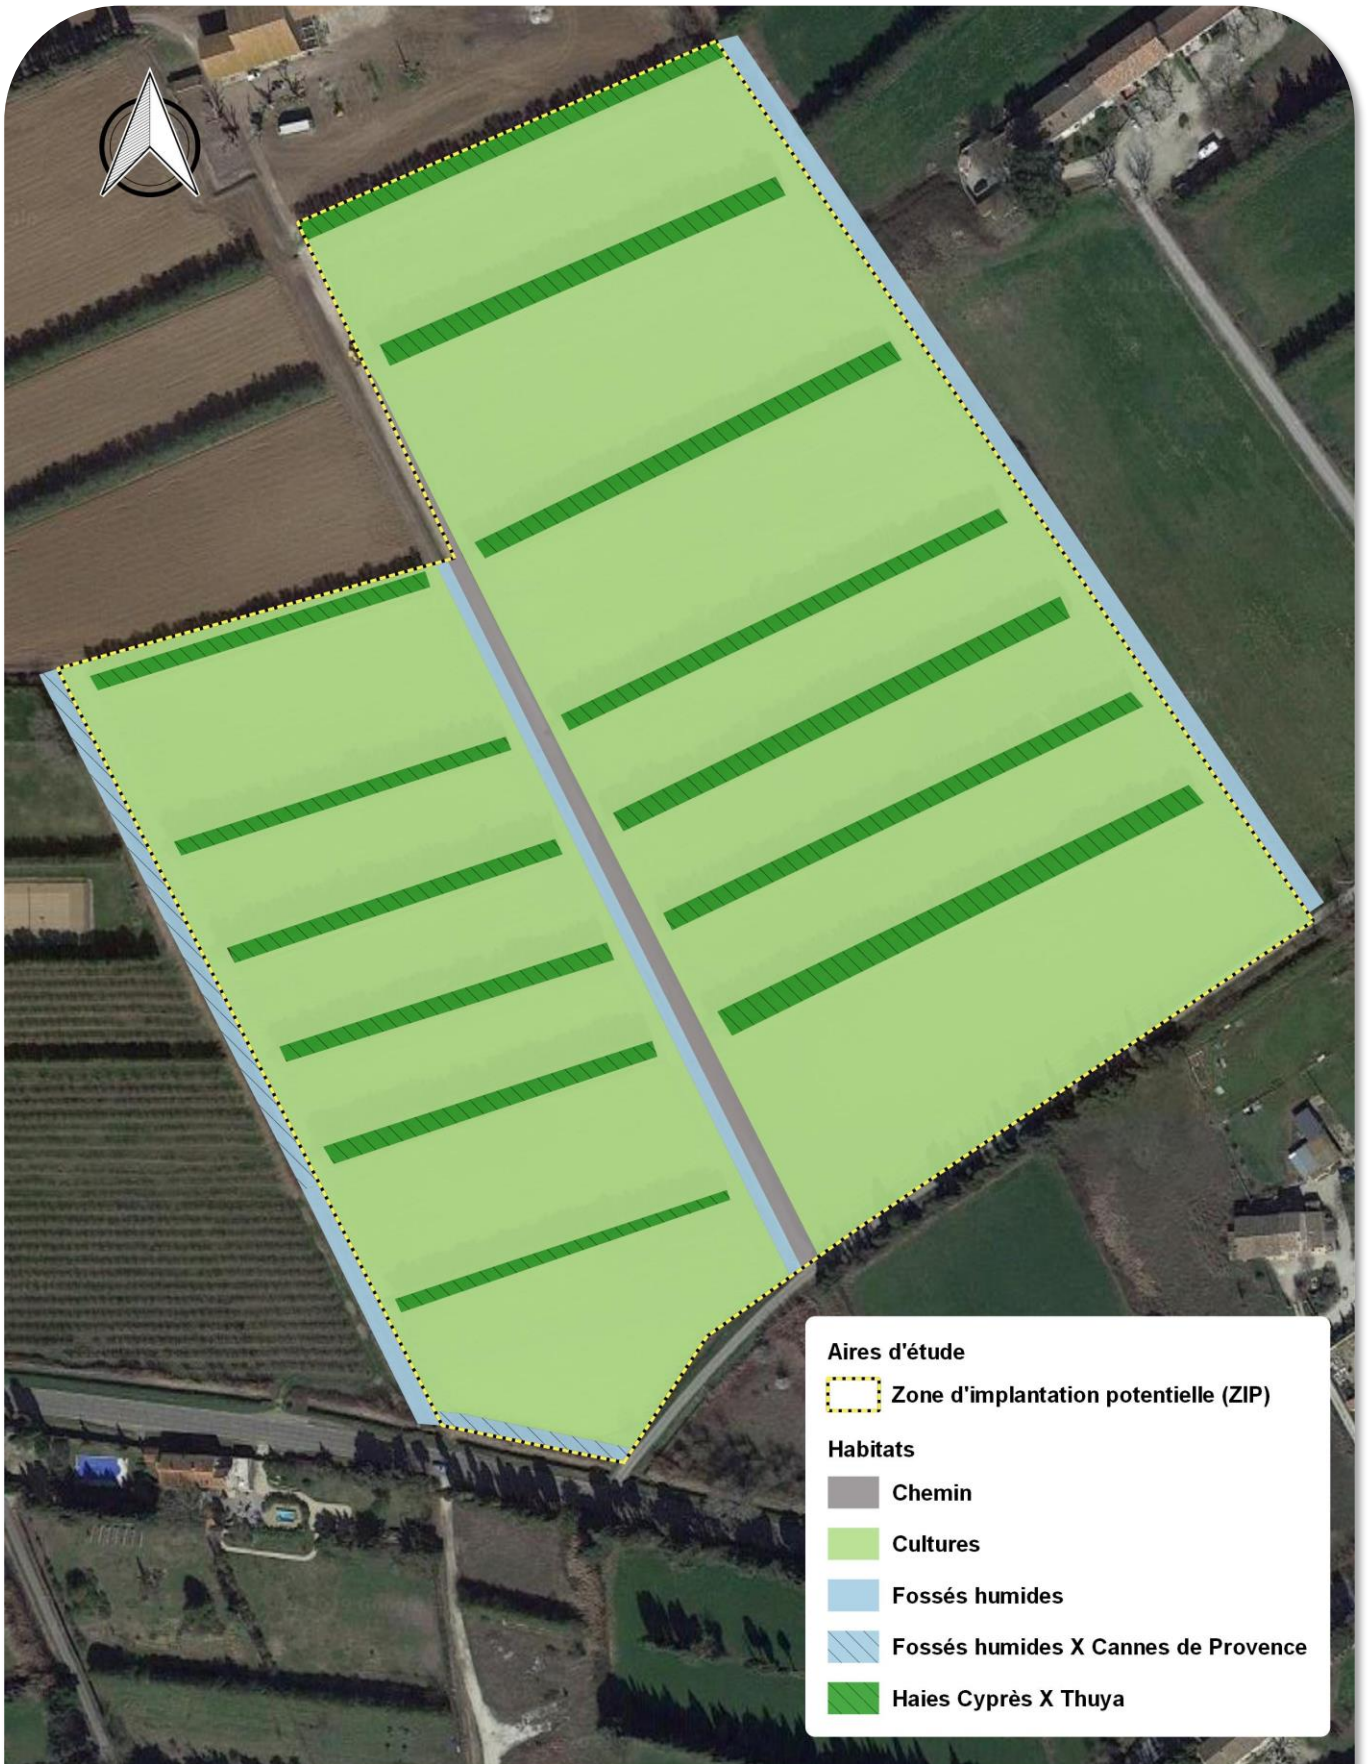 Aires d'étude
Zone d'implantation potentielle (ZIP)
Habitats
Chemin
Cultures
Fossés humides
Fossés humides X Cannes de Provence
Haies Cyprès X Thuya